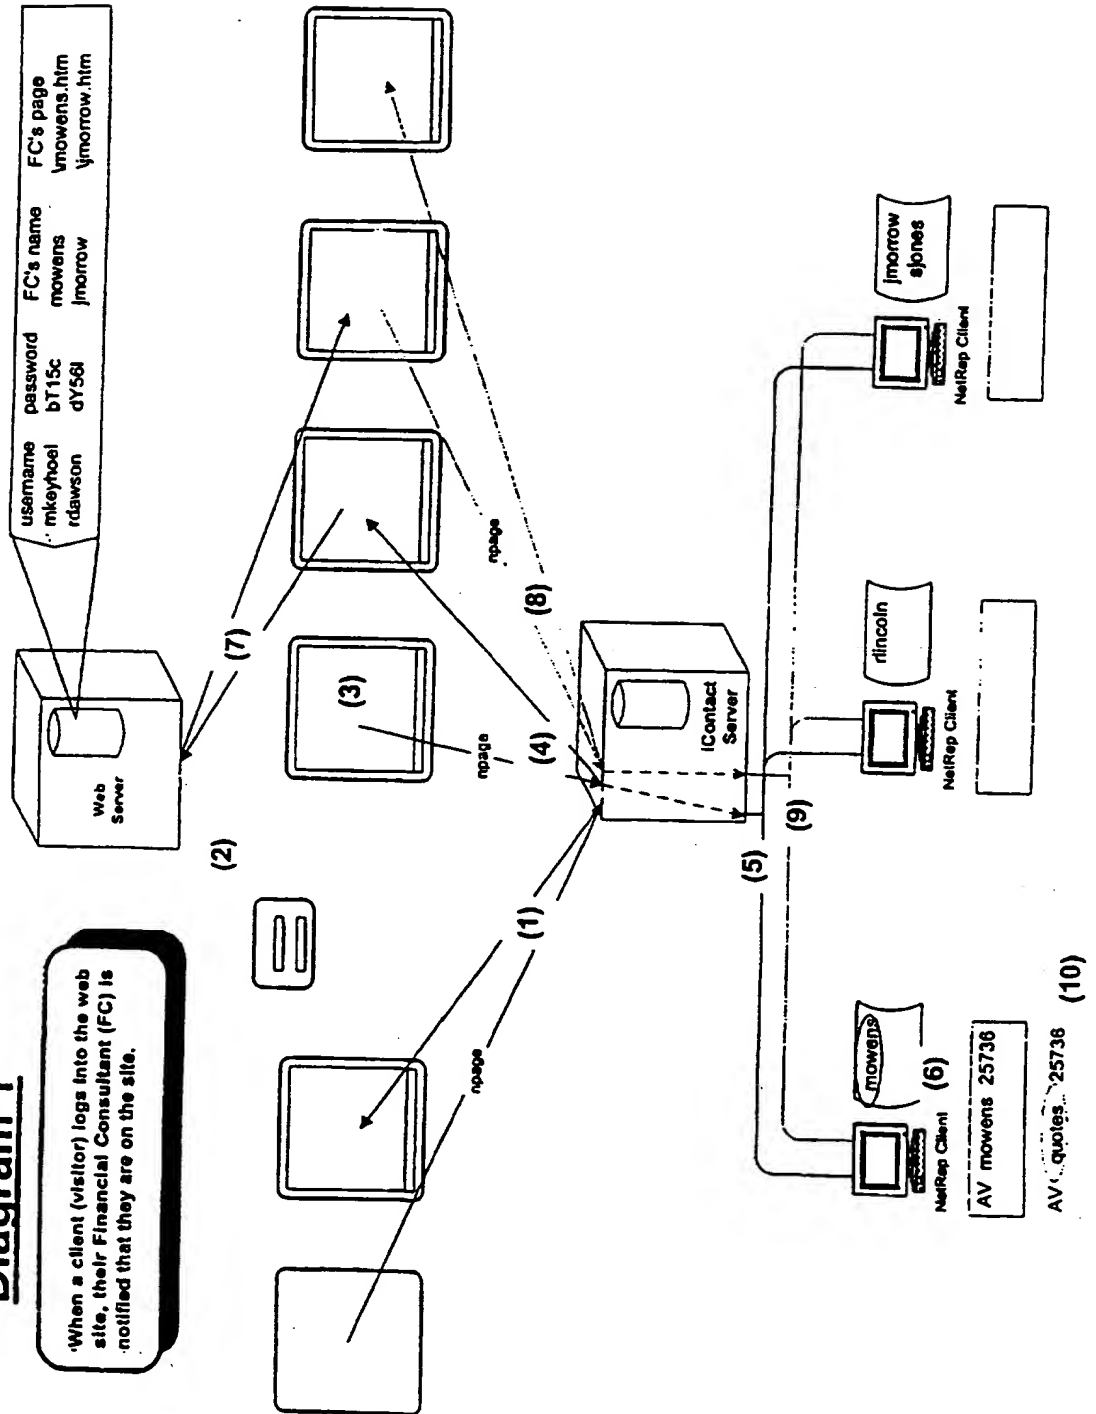 Diagram 1
When a client (visitor) logs into the web
site, their Financial Consultant (FC) is
notified that they are on the site.
Web
Server
username password FC's name FC's page
mkeyhoel bT15c mowens \mowens.htm
rdawson dY56l jmorrow \jmorrow.htm
(2)
(7)
(3)
npage
(1)
npage
(4)
npage
(8)
IContact
Server
(5)
(9)
mowens
(6)
NetRep Client
AV mowens 25736
AV quotes 25736
(10)
rlincoln
NetRep Client
jmorrow
sjones
NetRep Client